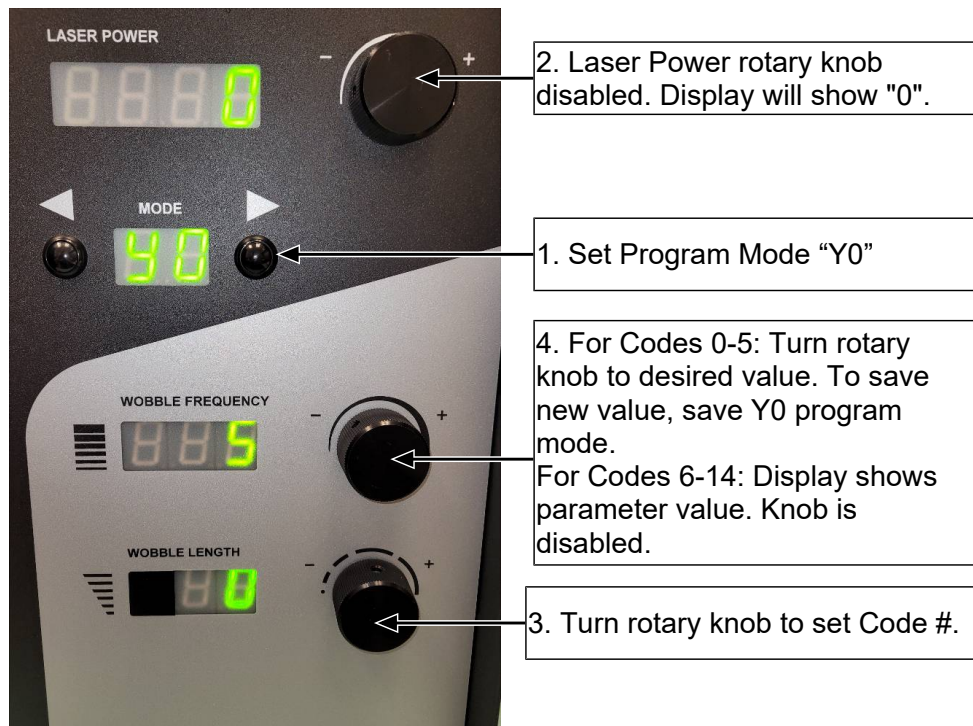 LASER POWER
- +
0
MODE
Y0
WOBBLE FREQUENCY
- +
5
WOBBLE LENGTH
- +
0
2. Laser Power rotary knob
disabled. Display will show "0".
1. Set Program Mode “Y0”
4. For Codes 0-5: Turn rotary
knob to desired value. To save
new value, save Y0 program
mode.
For Codes 6-14: Display shows
parameter value. Knob is
disabled.
3. Turn rotary knob to set Code #.